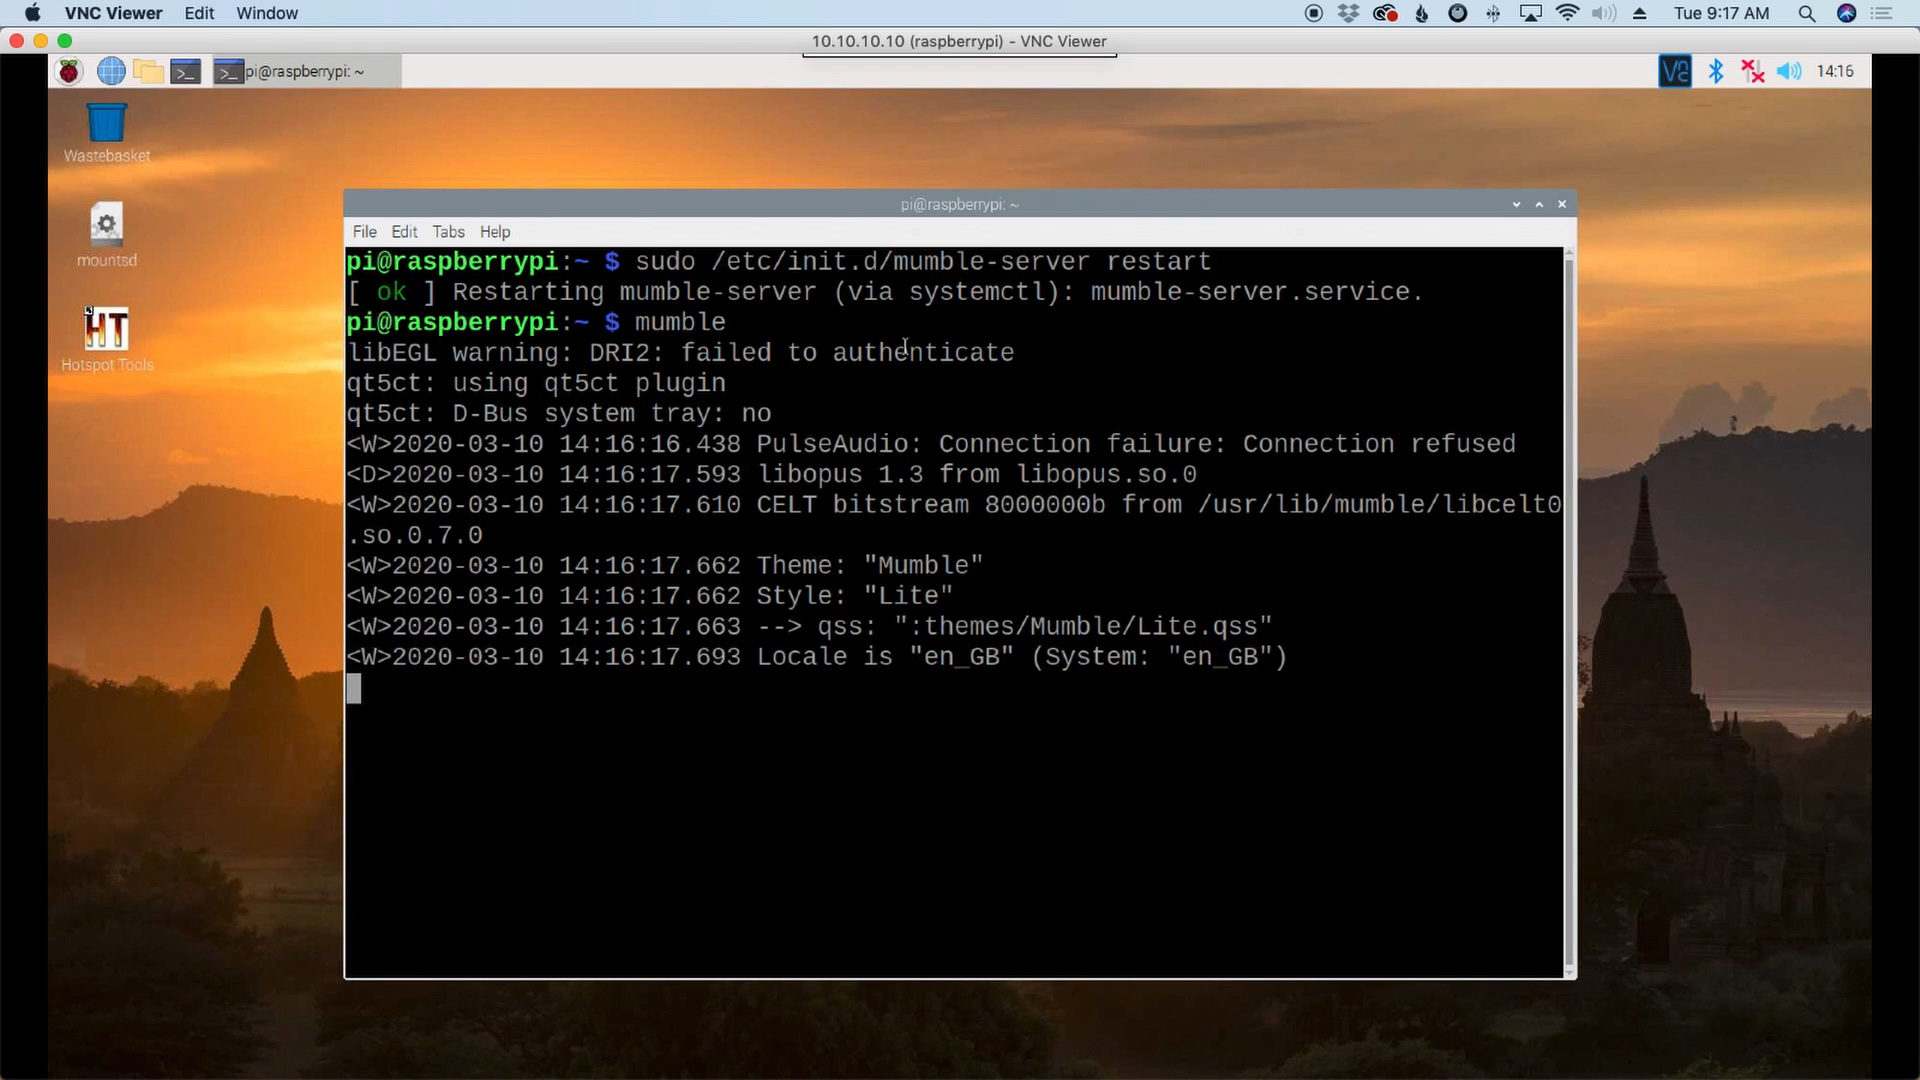 VNC Viewer Edit Window Tue 9:17 AM
10.10.10.10 (raspberrypi) - VNC Viewer
pi@raspberrypi: ~ 14:16
Wastebasket
mountsd
HT
Hotspot Tools
pi@raspberrypi: ~
File Edit Tabs Help
pi@raspberrypi:~ $ sudo /etc/init.d/mumble-server restart
[ ok ] Restarting mumble-server (via systemctl): mumble-server.service.
pi@raspberrypi:~ $ mumble
libEGL warning: DRI2: failed to authenticate
qt5ct: using qt5ct plugin
qt5ct: D-Bus system tray: no
<W>2020-03-10 14:16:16.438 PulseAudio: Connection failure: Connection refused
<D>2020-03-10 14:16:17.593 libopus 1.3 from libopus.so.0
<W>2020-03-10 14:16:17.610 CELT bitstream 8000000b from /usr/lib/mumble/libcelt0
.so.0.7.0
<W>2020-03-10 14:16:17.662 Theme: "Mumble"
<W>2020-03-10 14:16:17.662 Style: "Lite"
<W>2020-03-10 14:16:17.663 --> qss: ":themes/Mumble/Lite.qss"
<W>2020-03-10 14:16:17.693 Locale is "en_GB" (System: "en_GB")